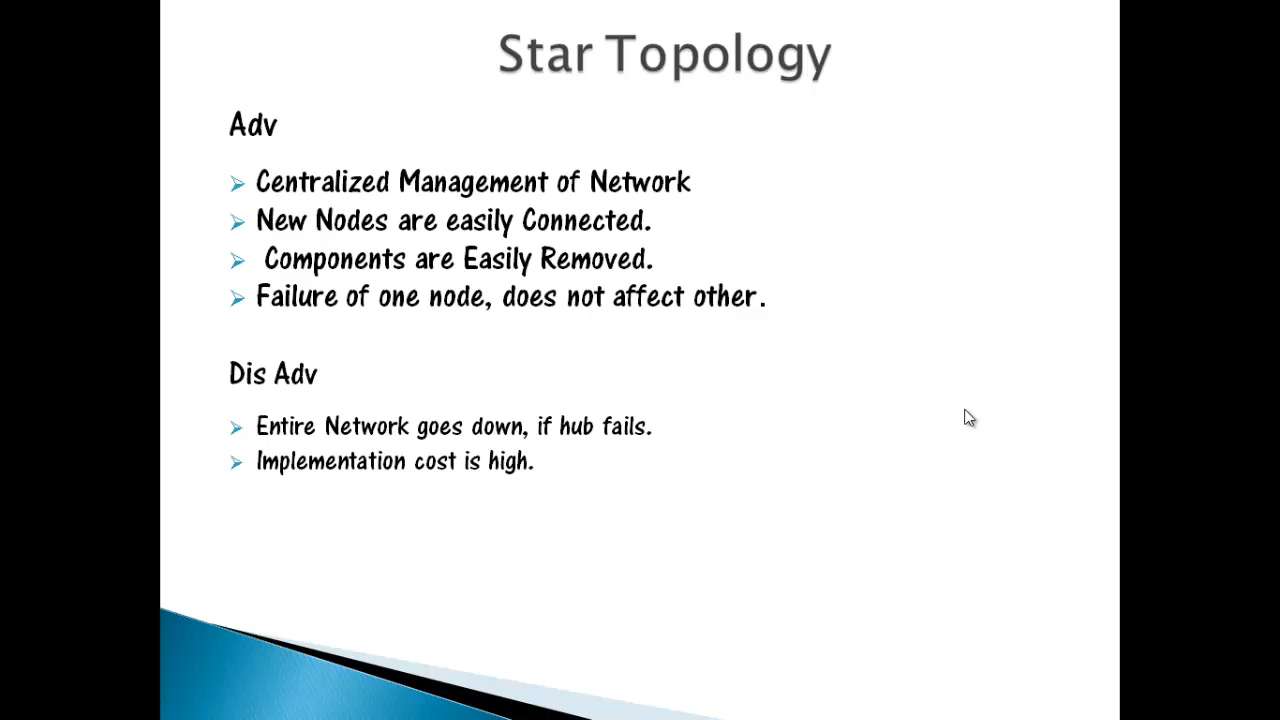 Star Topology
Adv
Centralized Management of Network
New Nodes are easily Connected.
Components are Easily Removed.
Failure of one node, does not affect other.
Dis Adv
Entire Network goes down, if hub fails.
Implementation cost is high.